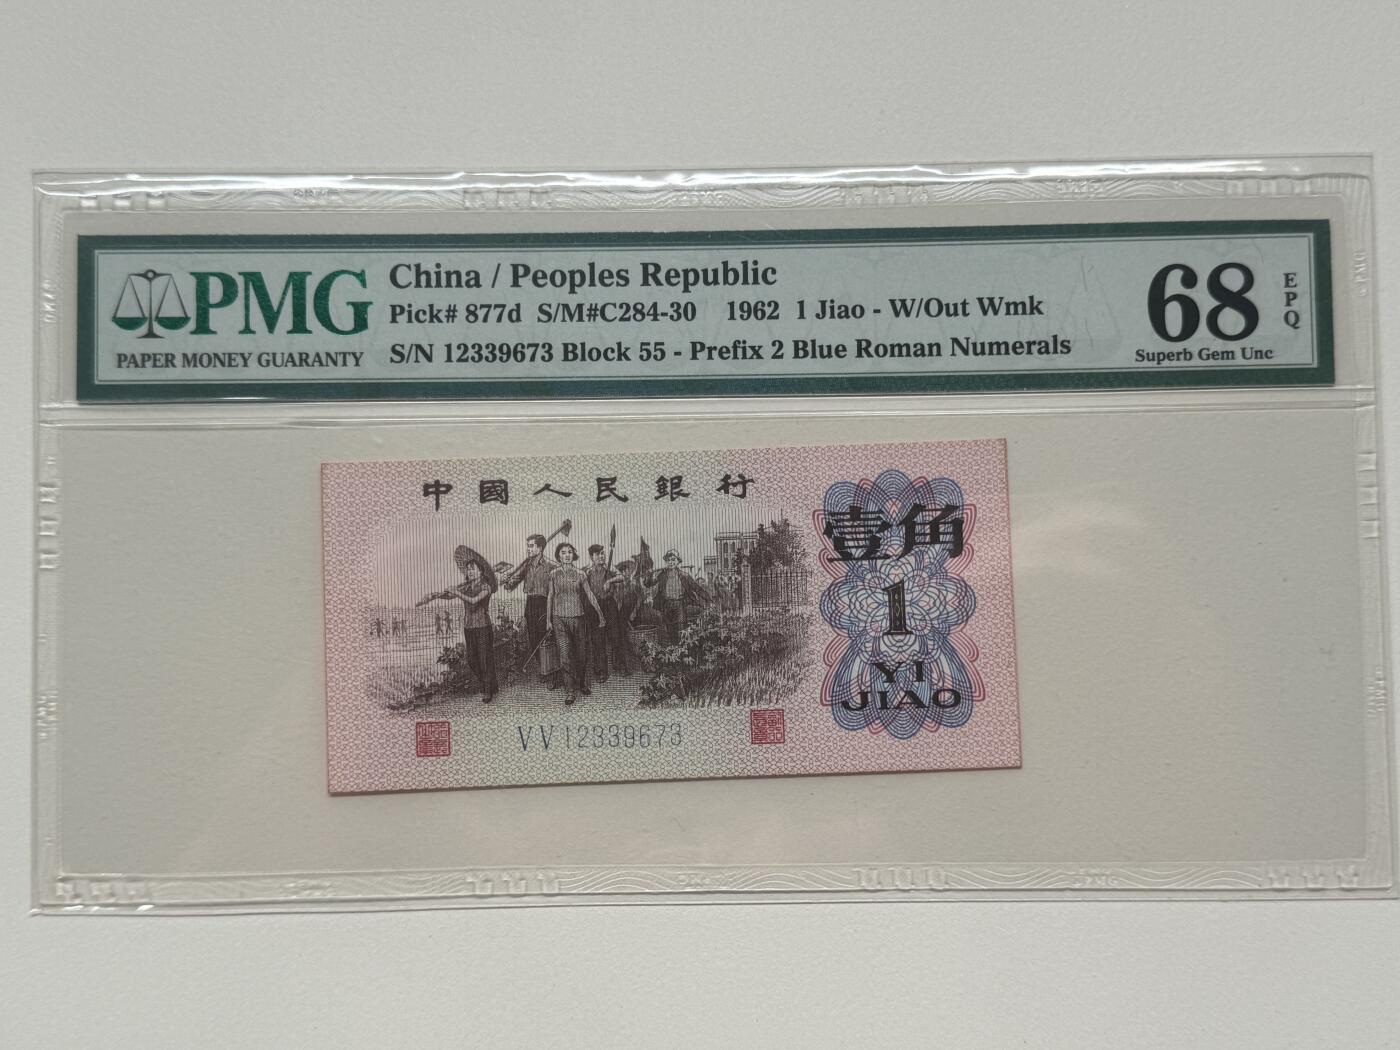 PMG
PAPER MONEY GUARANTY
China / Peoples Republic
Pick# 877d S/M#C284-30 1962 1 Jiao - W/Out Wmk
S/N 12339673 Block 55 - Prefix 2 Blue Roman Numerals
68
EPQ
Superb Gem Unc
中國人民銀行
壹角
1
YI
JIAO
VV12339673